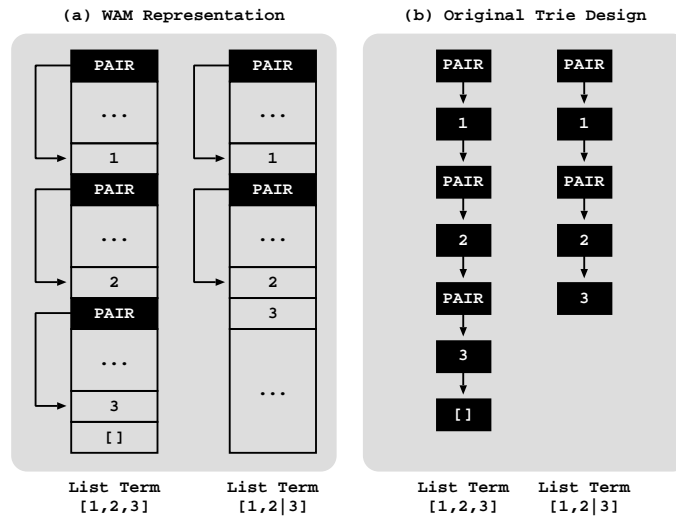 (a) WAM Representation
PAIR
...
1
PAIR
...
2
PAIR
...
3
[]
List Term
[1,2,3]
PAIR
...
1
PAIR
...
2
3
...
List Term
[1,2|3]
(b) Original Trie Design
PAIR
1
PAIR
2
PAIR
3
[]
List Term
[1,2,3]
PAIR
1
PAIR
2
3
List Term
[1,2|3]